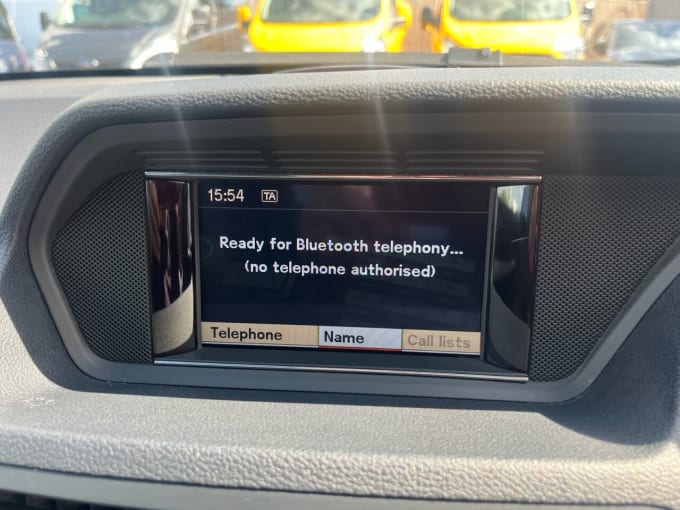 15:54 TA
Ready for Bluetooth telephony...
(no telephone authorised)
Telephone Name Call lists